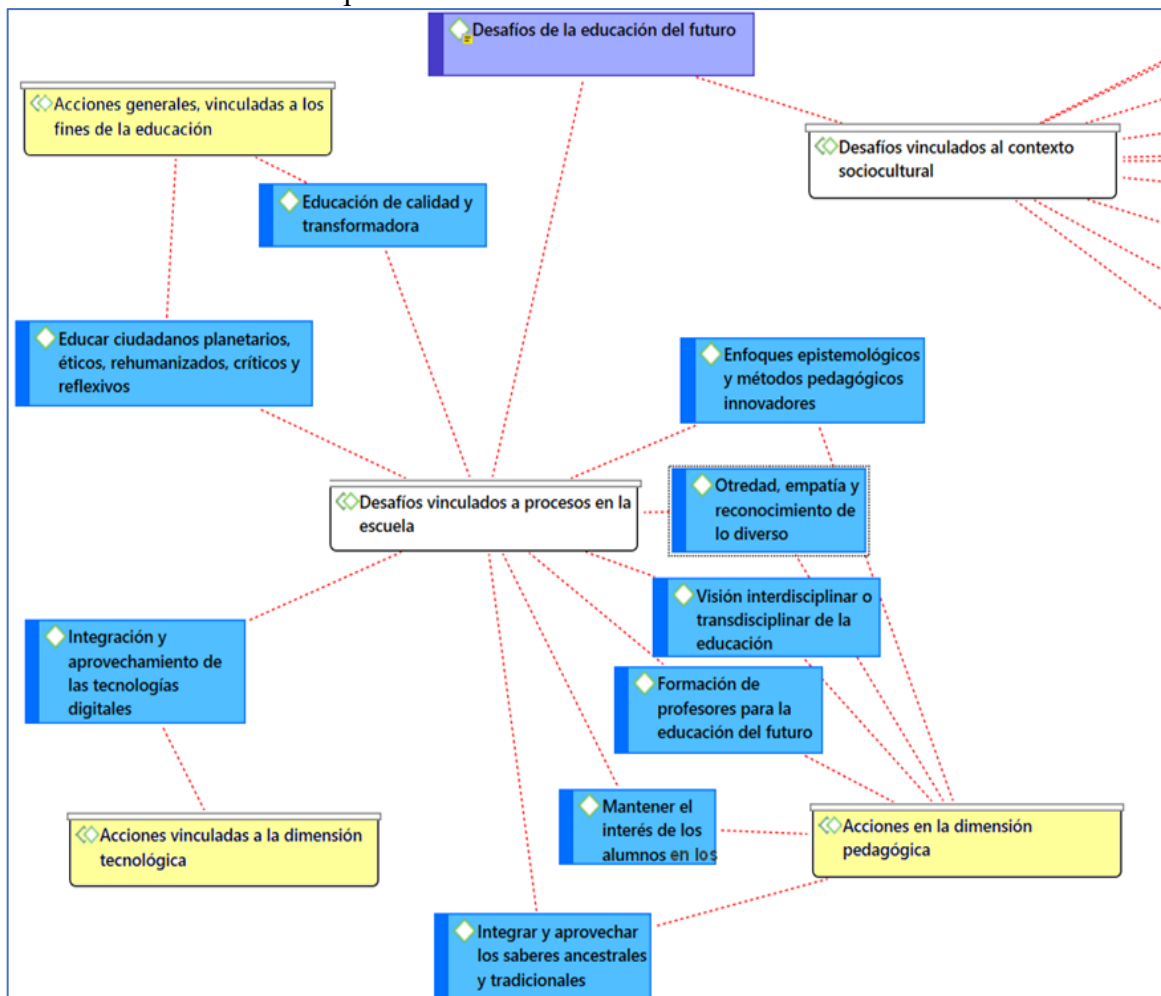 Desafíos de la educación del futuro
Acciones generales, vinculadas a los
fines de la educación
Desafíos vinculados al contexto
sociocultural
Educación de calidad y
transformadora
Educar ciudadanos planetarios,
éticos, rehumanizados, críticos y
reflexivos
Enfoques epistemológicos
y métodos pedagógicos
innovadores
Desafíos vinculados a procesos en la
escuela
Otredad, empatía y
reconocimiento de
lo diverso
Visión interdisciplinar o
transdisciplinar de la
educación
Integración y
aprovechamiento de
las tecnologías
digitales
Formación de
profesores para la
educación del futuro
Mantener el
interés de los
alumnos en los
Acciones vinculadas a la dimensión
tecnológica
Acciones en la dimensión
pedagógica
Integrar y aprovechar
los saberes ancestrales
y tradicionales